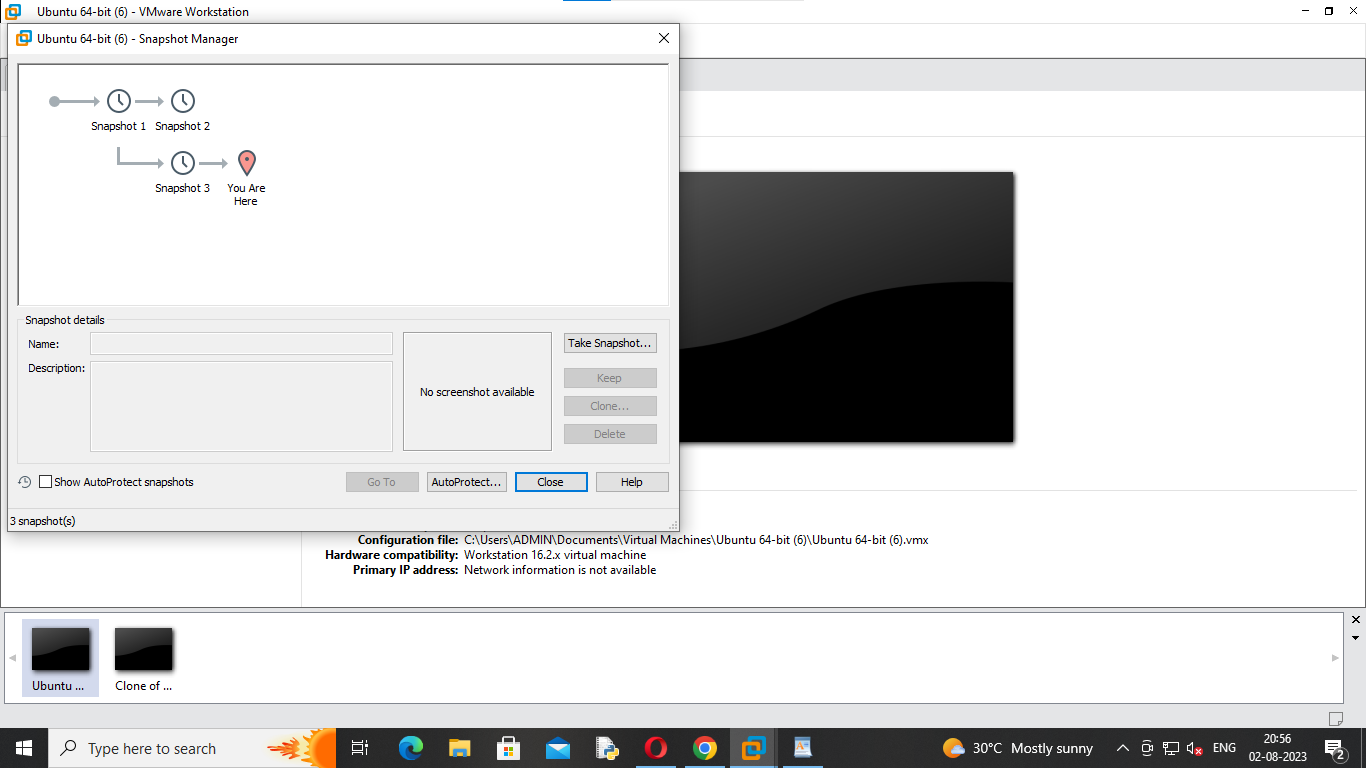 Ubuntu 64-bit (6) - VMware Workstation
Ubuntu 64-bit (6) - Snapshot Manager
Snapshot 1
Snapshot 2
Snapshot 3
You Are
Here
Snapshot details
Name:
Description:
No screenshot available
Take Snapshot...
Keep
Clone...
Delete
Show AutoProtect snapshots
Go To
AutoProtect...
Close
Help
3 snapshot(s)
Configuration file: C:\Users\ADMIN\Documents\Virtual Machines\Ubuntu 64-bit (6)\Ubuntu 64-bit (6).vmx
Hardware compatibility: Workstation 16.2.x virtual machine
Primary IP address: Network information is not available
Ubuntu ...
Clone of ...
Type here to search
30°C Mostly sunny
ENG
20:56
02-08-2023
2